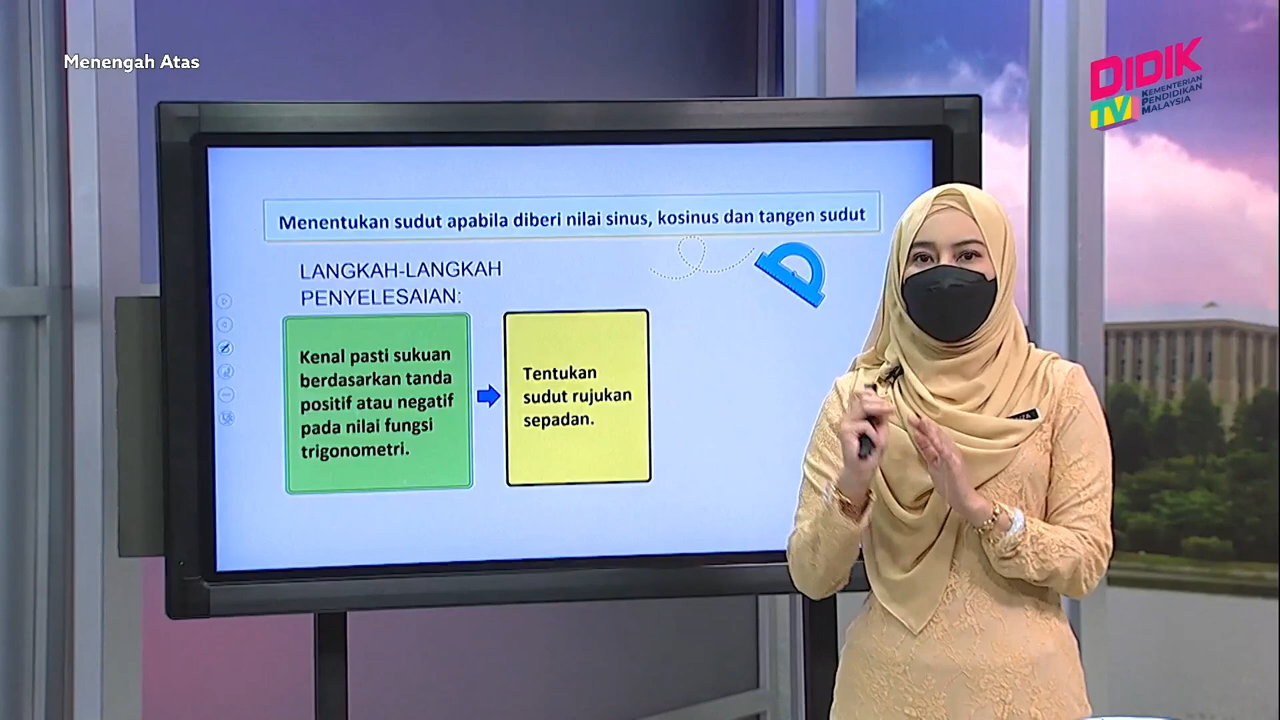 Menengah Atas
DIDIK
TV
KEMENTERIAN
PENDIDIKAN
MALAYSIA
Menentukan sudut apabila diberi nilai sinus, kosinus dan tangen sudut
LANGKAH-LANGKAH
PENYELESAIAN:
Kenal pasti sukuan
berdasarkan tanda
positif atau negatif
pada nilai fungsi
trigonometri.
Tentukan
sudut rujukan
sepadan.